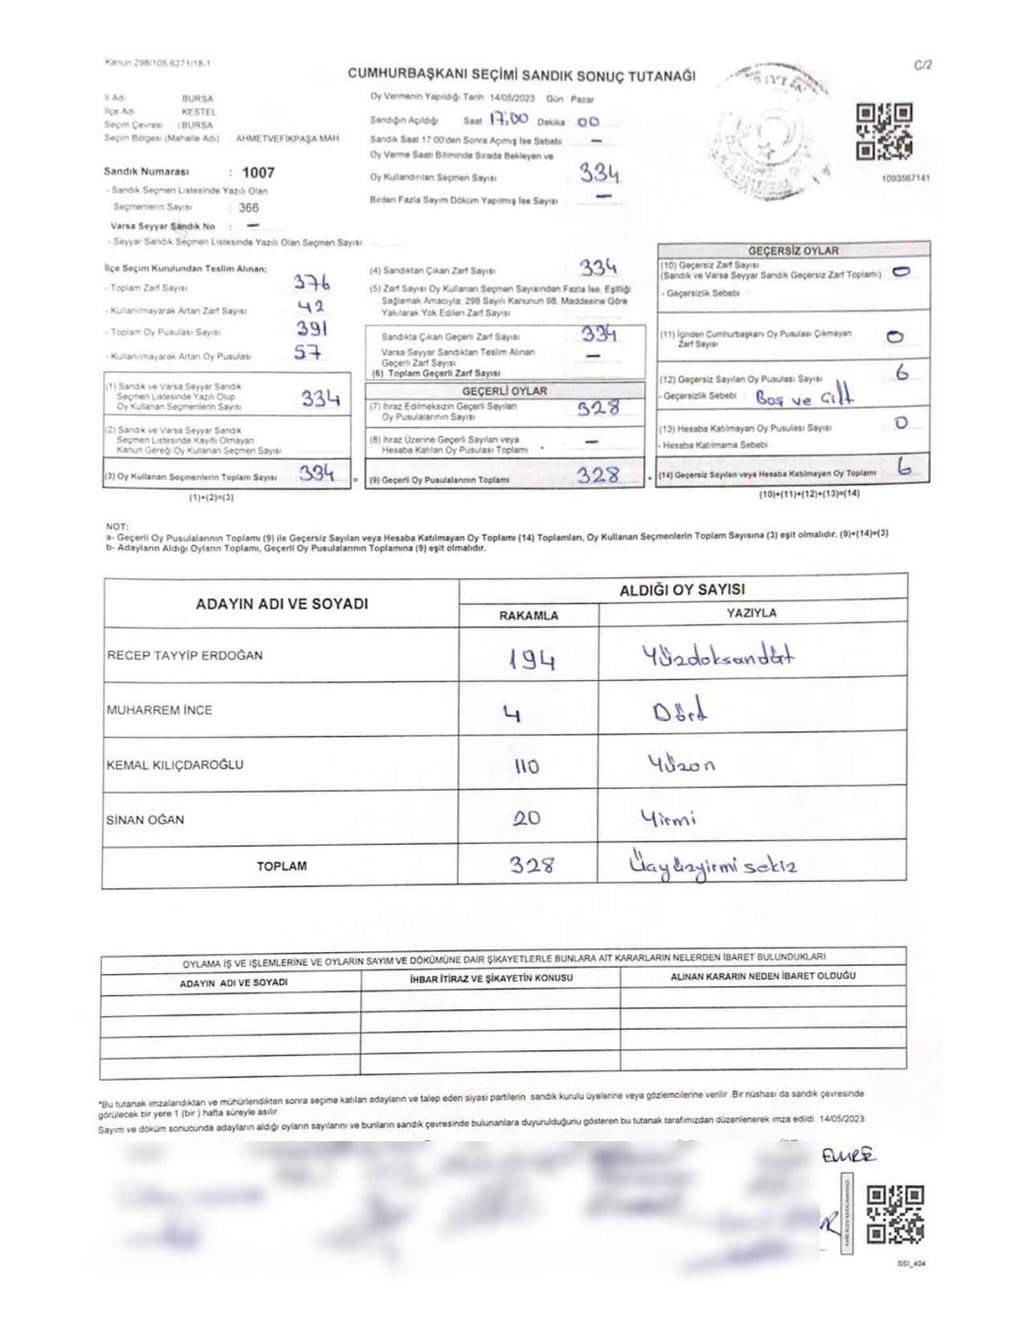 Kanun:298/105,6271/18-1
C/2
CUMHURBAŞKANI SEÇİMİ SANDIK SONUÇ TUTANAĞI
İl Adı BURSA
İlçe Adı KESTEL
Seçim Çevresi : BURSA
Seçim Bölgesi (Mahalle Adı) AHMETVEFİKPAŞA MAH
Sandık Numarası : 1007
- Sandık Seçmen Listesinde Yazılı Olan
Seçmenlerin Sayısı : 366
Varsa Seyyar Sandık No : -
- Seyyar Sandık Seçmen Listesinde Yazılı Olan Seçmen Sayısı
Oy Vermenin Yapıldığı Tarih 14/05/2023 Gün Pazar
Sandığın Açıldığı Saat 17,00 Dakika 00
Sandık Saat 17:00'den Sonra Açımış İse Sebebi -
Oy Verme Saati Bitiminde Sırada Bekleyen ve
Oy Kullandırılan Seçmen Sayısı 334
Birden Fazla Sayım Döküm Yapılmış İse Sayısı -
1093567141
İlçe Seçim Kurulundan Teslim Alınan;
- Toplam Zarf Sayısı 376
- Kullanılmayarak Artan Zarf Sayısı 42
- Toplam Oy Pusulası Sayısı 391
- Kullanılmayarak Artan Oy Pusulası 57
(1) Sandık ve Varsa Seyyar Sandık
Seçmen Listesinde Yazılı Olup
Oy Kullanan Seçmenlerin Sayısı 334
(2) Sandık ve Varsa Seyyar Sandık
Seçmen Listesinde Kayıtlı Olmayan
Kanun Gereği Oy Kullanan Seçmen Sayısı
(3) Oy Kullanan Seçmenlerin Toplam Sayısı 334
(1)+(2)=(3)
(4) Sandıktan Çıkan Zarf Sayısı 334
(5) Zarf Sayısı Oy Kullanan Seçmen Sayısından Fazla İse, Eşitliği
Sağlamak Amacıyla; 298 Sayılı Kanunun 98. Maddesine Göre
Yakılarak Yok Edilen Zarf Sayısı
Sandıkta Çıkan Geçerli Zarf Sayısı 334
Varsa Seyyar Sandıktan Teslim Alınan
Geçerli Zarf Sayısı -
(6) Toplam Geçerli Zarf Sayısı
GEÇERLİ OYLAR
(7) İtiraz Edilmeksizin Geçerli Sayılan
Oy Pusulalarının Sayısı 328
(8) İtiraz Üzerine Geçerli Sayılan veya
Hesaba Katılan Oy Pusulası Toplamı -
= (9) Geçerli Oy Pusulalarının Toplamı 328
GEÇERSİZ OYLAR
(10) Geçersiz Zarf Sayısı
(Sandık ve Varsa Seyyar Sandık Geçersiz Zarf Toplamı) 0
- Geçersizlik Sebebi
(11) İçinden Cumhurbaşkanı Oy Pusulası Çıkmayan
Zarf Sayısı 0
(12) Geçersiz Sayılan Oy Pusulası Sayısı 6
- Geçersizlik Sebebi : Boş ve Çift
(13) Hesaba Katılmayan Oy Pusulası Sayısı 0
- Hesaba Katılmama Sebebi
+ (14) Geçersiz Sayılan veya Hesaba Katılmayan Oy Toplamı 6
(10)+(11)+(12)+(13)=(14)
NOT:
a- Geçerli Oy Pusulalarının Toplamı (9) ile Geçersiz Sayılan veya Hesaba Katılmayan Oy Toplamı (14) Toplamları, Oy Kullanan Seçmenlerin Toplam Sayısına (3) eşit olmalıdır. (9)+(14)=(3)
b- Adayların Aldığı Oyların Toplamı, Geçerli Oy Pusulalarının Toplamına (9) eşit olmalıdır.
ADAYIN ADI VE SOYADI
ALDIĞI OY SAYISI
RAKAMLA YAZIYLA
RECEP TAYYİP ERDOĞAN 194 Yüzdoksandört
MUHARREM İNCE 4 Dörd
KEMAL KILIÇDAROĞLU 110 Yüzon
SİNAN OĞAN 20 Yirmi
TOPLAM 328 Üçyüzyirmi sekiz
OYLAMA İŞ VE İŞLEMLERİNE VE OYLARIN SAYIM VE DÖKÜMÜNE DAİR ŞİKAYETLERLE BUNLARA AİT KARARLARIN NELERDEN İBARET BULUNDUKLARI
ADAYIN ADI VE SOYADI İHBAR İTİRAZ VE ŞİKAYETİN KONUSU ALINAN KARARIN NEDEN İBARET OLDUĞU
*Bu tutanak imzalandıktan ve mühürlendikten sonra seçime katılan adayların ve talep eden siyasi partilerin sandık kurulu üyelerine veya gözlemcilerine verilir. Bir nüshası da sandık çevresinde
görülecek bir yere 1 (bir) hafta süreyle asılır.
Sayım ve döküm sonucunda adayların aldığı oyların sayılarını ve bunların sandık çevresinde bulunanlara duyurulduğunu gösteren bu tutanak tarafımızdan düzenlenerek imza edildi. 14/05/2023
EMRE
SSI_404